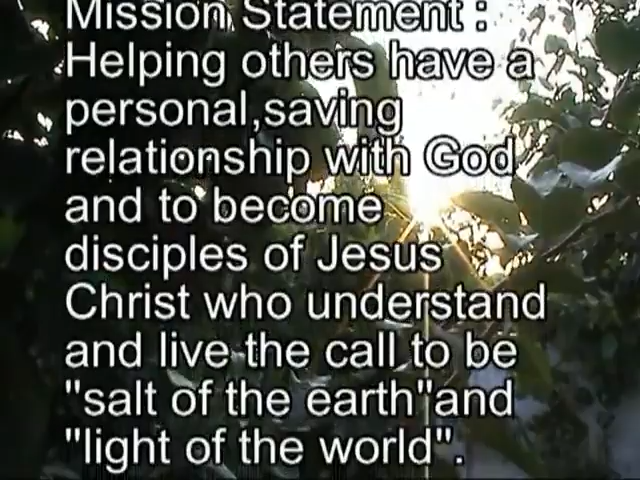 Mission Statement :
Helping others have a
personal,saving
relationship with God
and to become
disciples of Jesus
Christ who understand
and live the call to be
"salt of the earth"and
"light of the world".